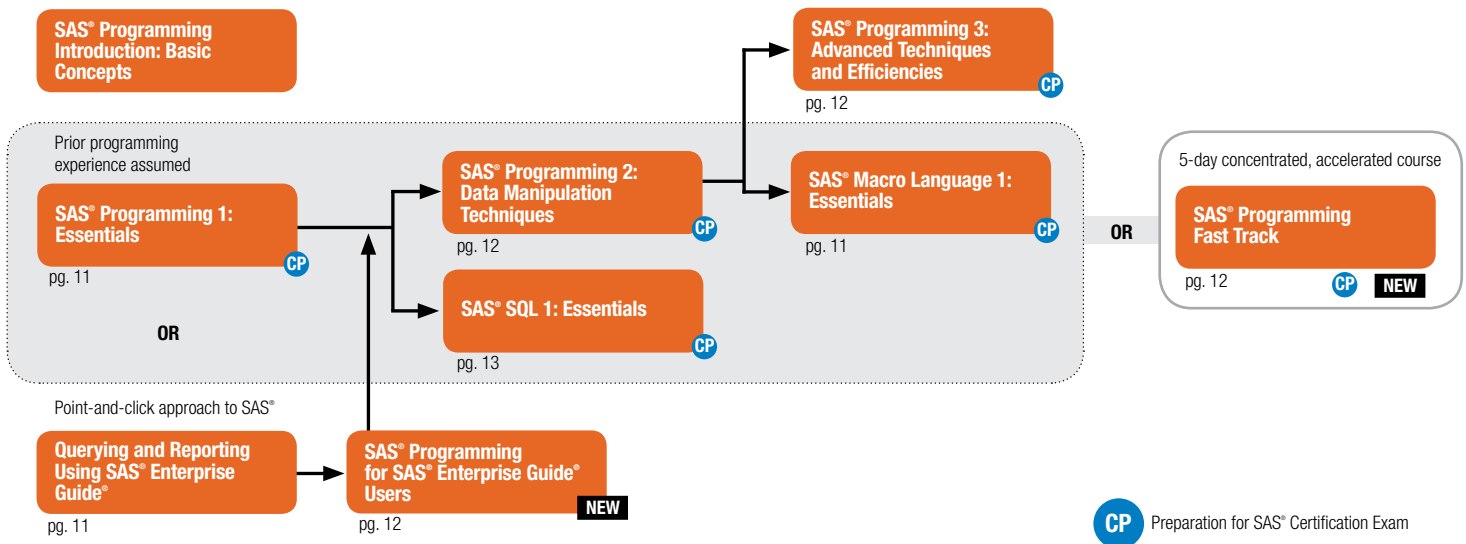 SAS® Programming
Introduction: Basic
Concepts
SAS® Programming 3:
Advanced Techniques
and Efficiencies
CP
pg. 12
Prior programming
experience assumed
SAS® Programming 1:
Essentials
CP
pg. 11
OR
SAS® Programming 2:
Data Manipulation
Techniques
CP
pg. 12
SAS® SQL 1: Essentials
CP
pg. 13
SAS® Macro Language 1:
Essentials
CP
pg. 11
OR
5-day concentrated, accelerated course
SAS® Programming
Fast Track
pg. 12
CP
NEW
Point-and-click approach to SAS®
Querying and Reporting
Using SAS® Enterprise
Guide®
pg. 11
SAS® Programming
for SAS® Enterprise Guide®
Users
NEW
pg. 12
CP Preparation for SAS® Certification Exam